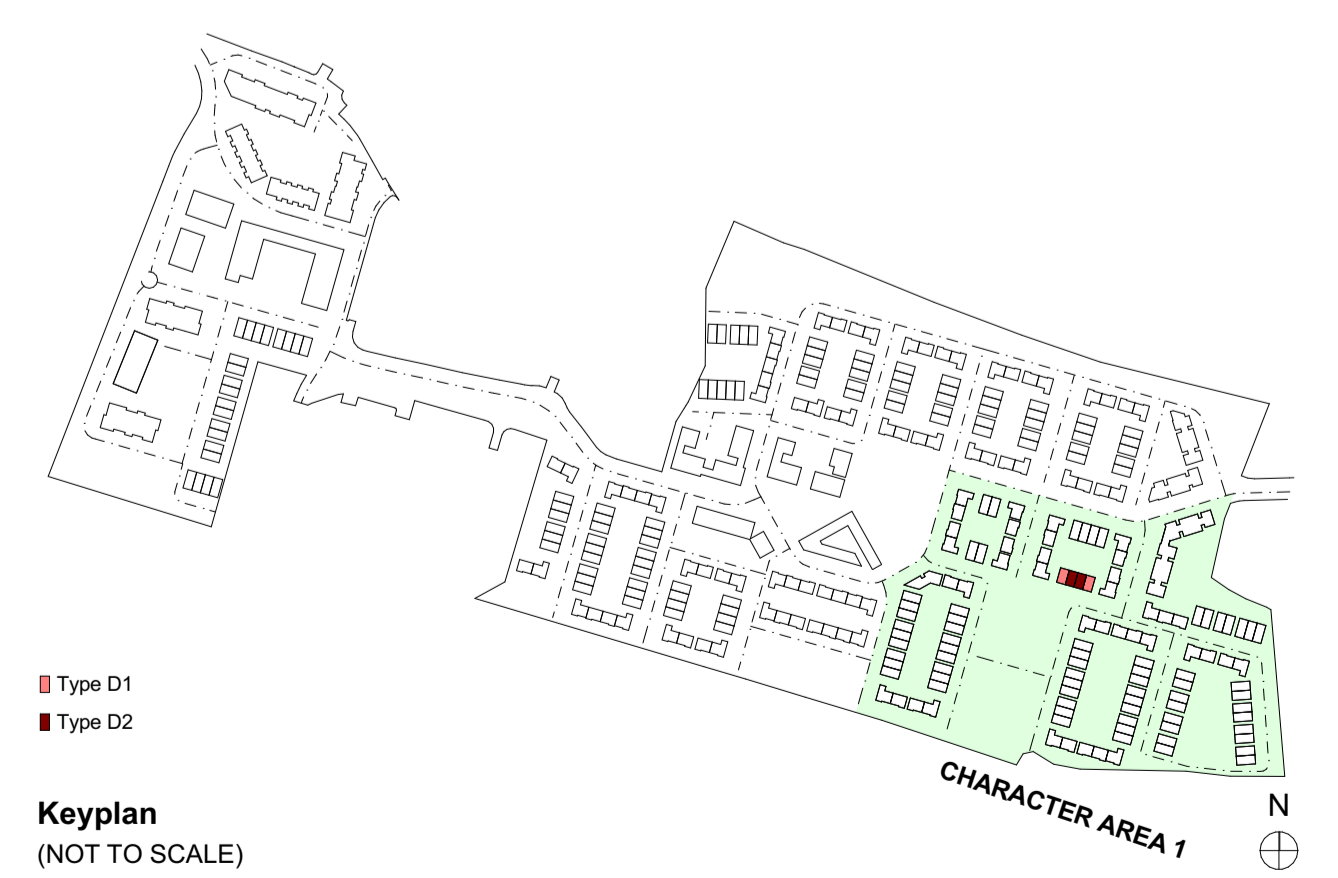 Type D1
Type D2
Keyplan
(NOT TO SCALE)
CHARACTER AREA 1
N